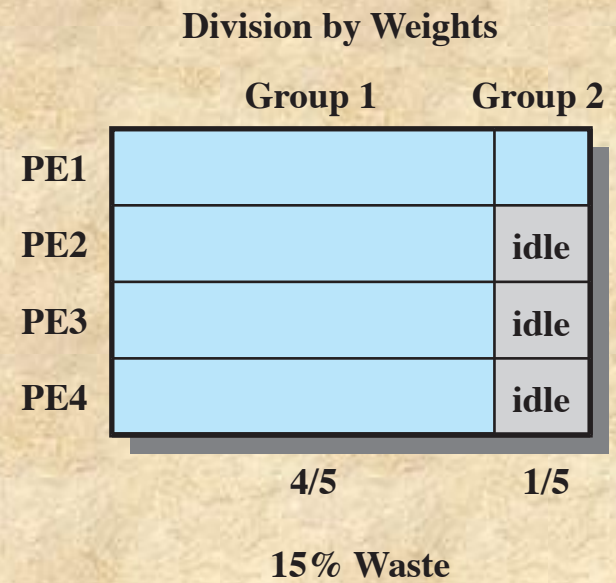 Division by Weights
Group 1 Group 2
PE1
PE2 idle
PE3 idle
PE4 idle
4/5 1/5
15% Waste